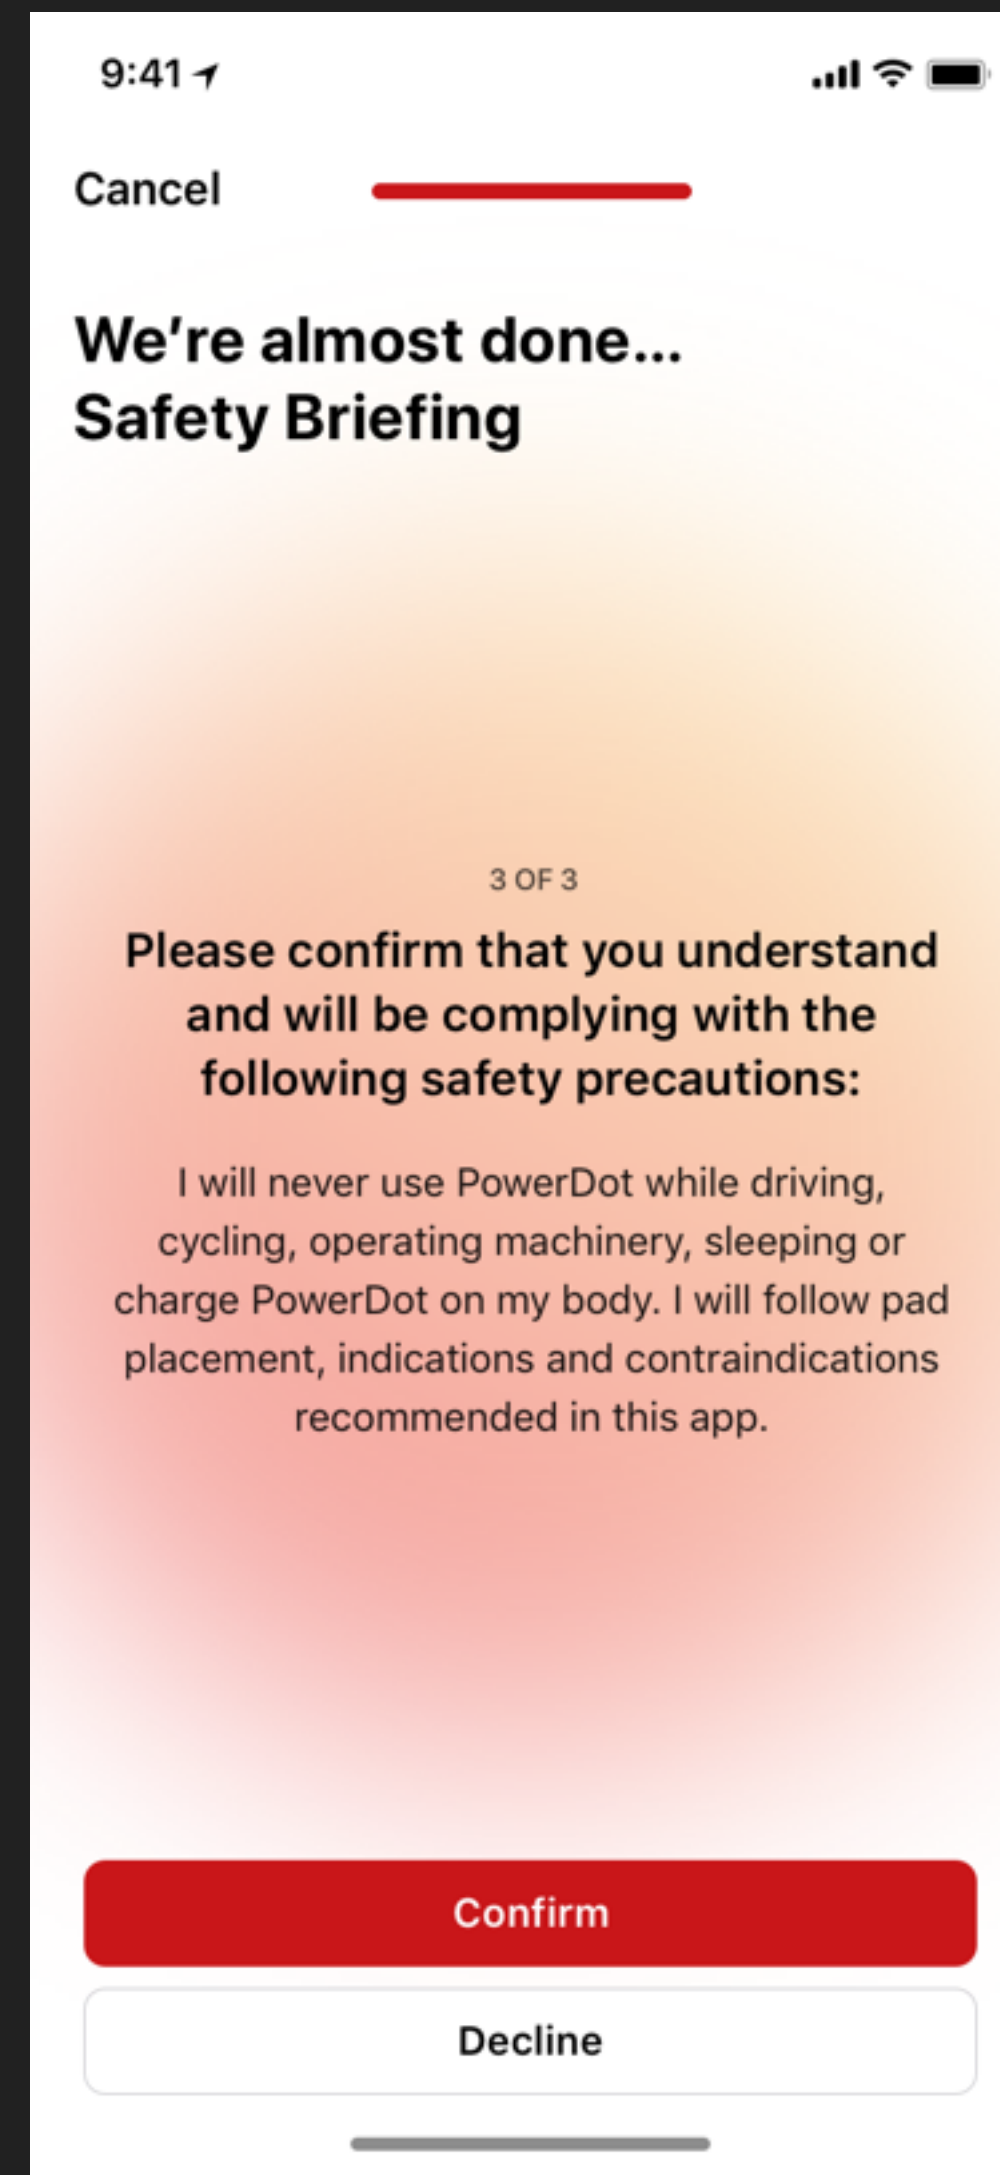 9:41
Cancel
We’re almost done...
Safety Briefing
3 OF 3
Please confirm that you understand
and will be complying with the
following safety precautions:
I will never use PowerDot while driving,
cycling, operating machinery, sleeping or
charge PowerDot on my body. I will follow pad
placement, indications and contraindications
recommended in this app.
Confirm
Decline